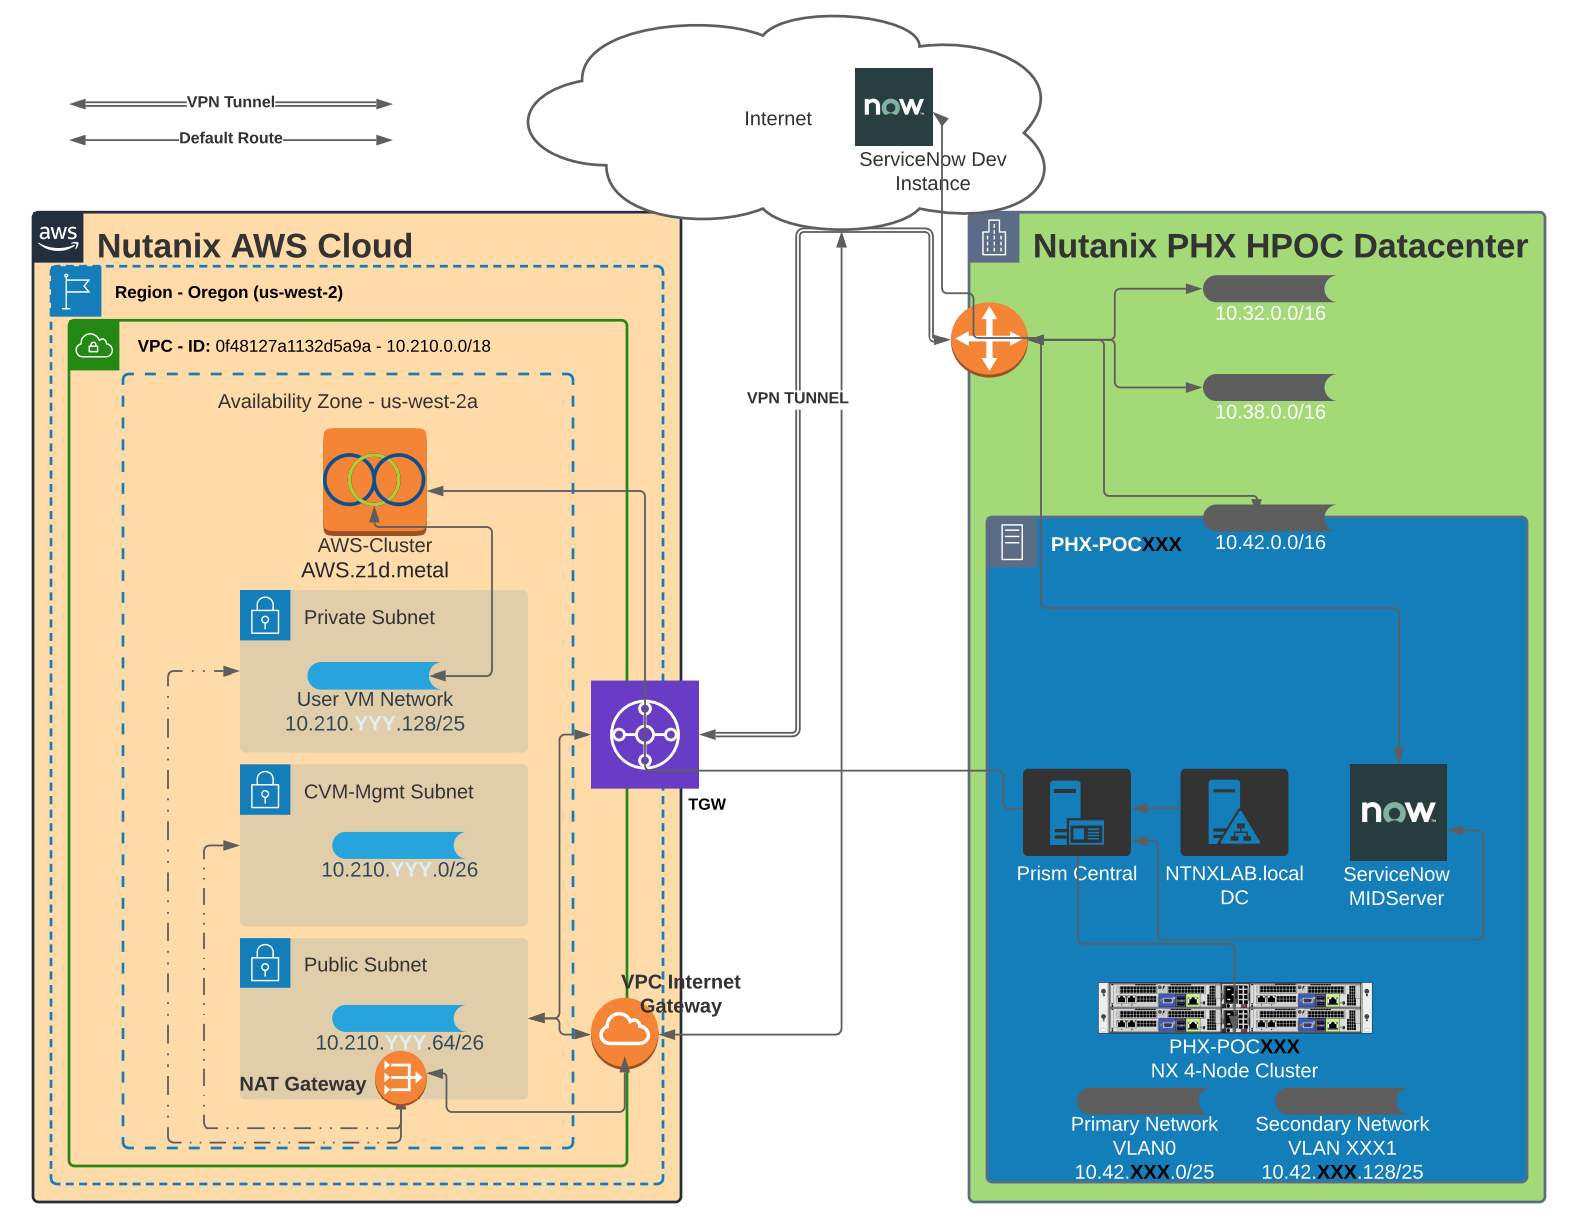 VPN Tunnel
Default Route
Internet
now
ServiceNow Dev
Instance
aws
Nutanix AWS Cloud
Region - Oregon (us-west-2)
VPC - ID: 0f48127a1132d5a9a - 10.210.0.0/18
Availability Zone - us-west-2a
AWS-Cluster
AWS.z1d.metal
Private Subnet
User VM Network
10.210.YYY.128/25
CVM-Mgmt Subnet
10.210.YYY.0/26
Public Subnet
10.210.YYY.64/26
NAT Gateway
VPC Internet
Gateway
TGW
VPN TUNNEL
Nutanix PHX HPOC Datacenter
10.32.0.0/16
10.38.0.0/16
10.42.0.0/16
PHX-POCXXX
Prism Central
NTNXLAB.local
DC
now
ServiceNow
MIDServer
PHX-POCXXX
NX 4-Node Cluster
Primary Network
VLAN0
10.42.XXX.0/25
Secondary Network
VLAN XXX1
10.42.XXX.128/25